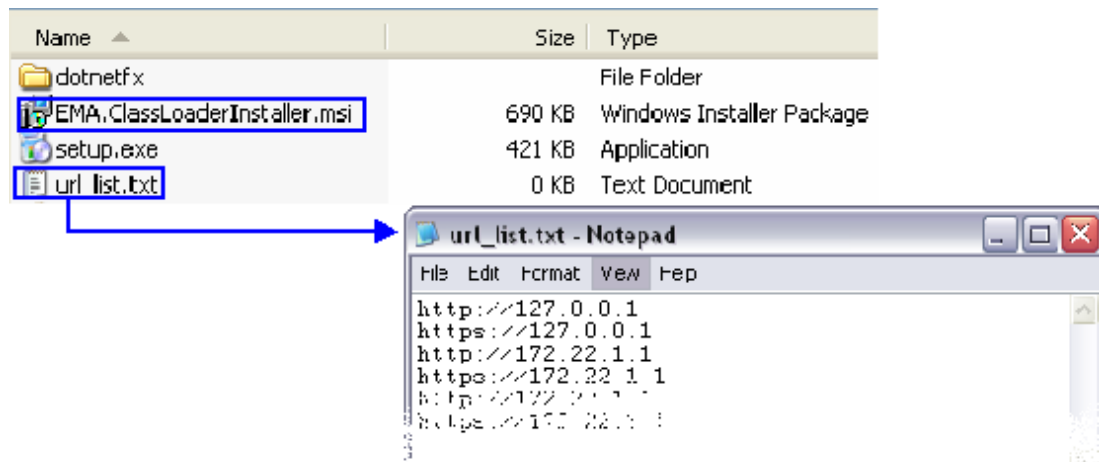 Name Size Type
dotnetfx File Folder
EMA.ClassLoaderInstaller.msi 690 KB Windows Installer Package
setup.exe 421 KB Application
url_list.txt 0 KB Text Document
url_list.txt - Notepad
File Edit Format View Help
http://127.0.0.1
https://127.0.0.1
http://172.22.1.1
https://172.22.1.1